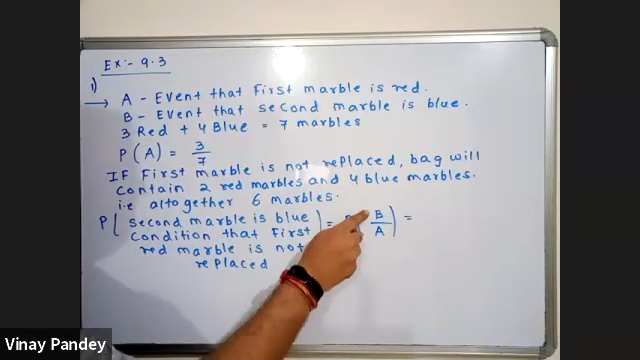 Ex:- 9.3
1)
→ A - Event that First marble is red.
B - Event that second marble is blue.
3 Red + 4 Blue = 7 marbles
P(A) = 3/7
IF First marble is not replaced, bag will
contain 2 red marbles and 4 blue marbles.
i.e altogether 6 marbles.
P( second marble is blue
condition that First
red marble is not
replaced ) = (B/A) =
Vinay Pandey